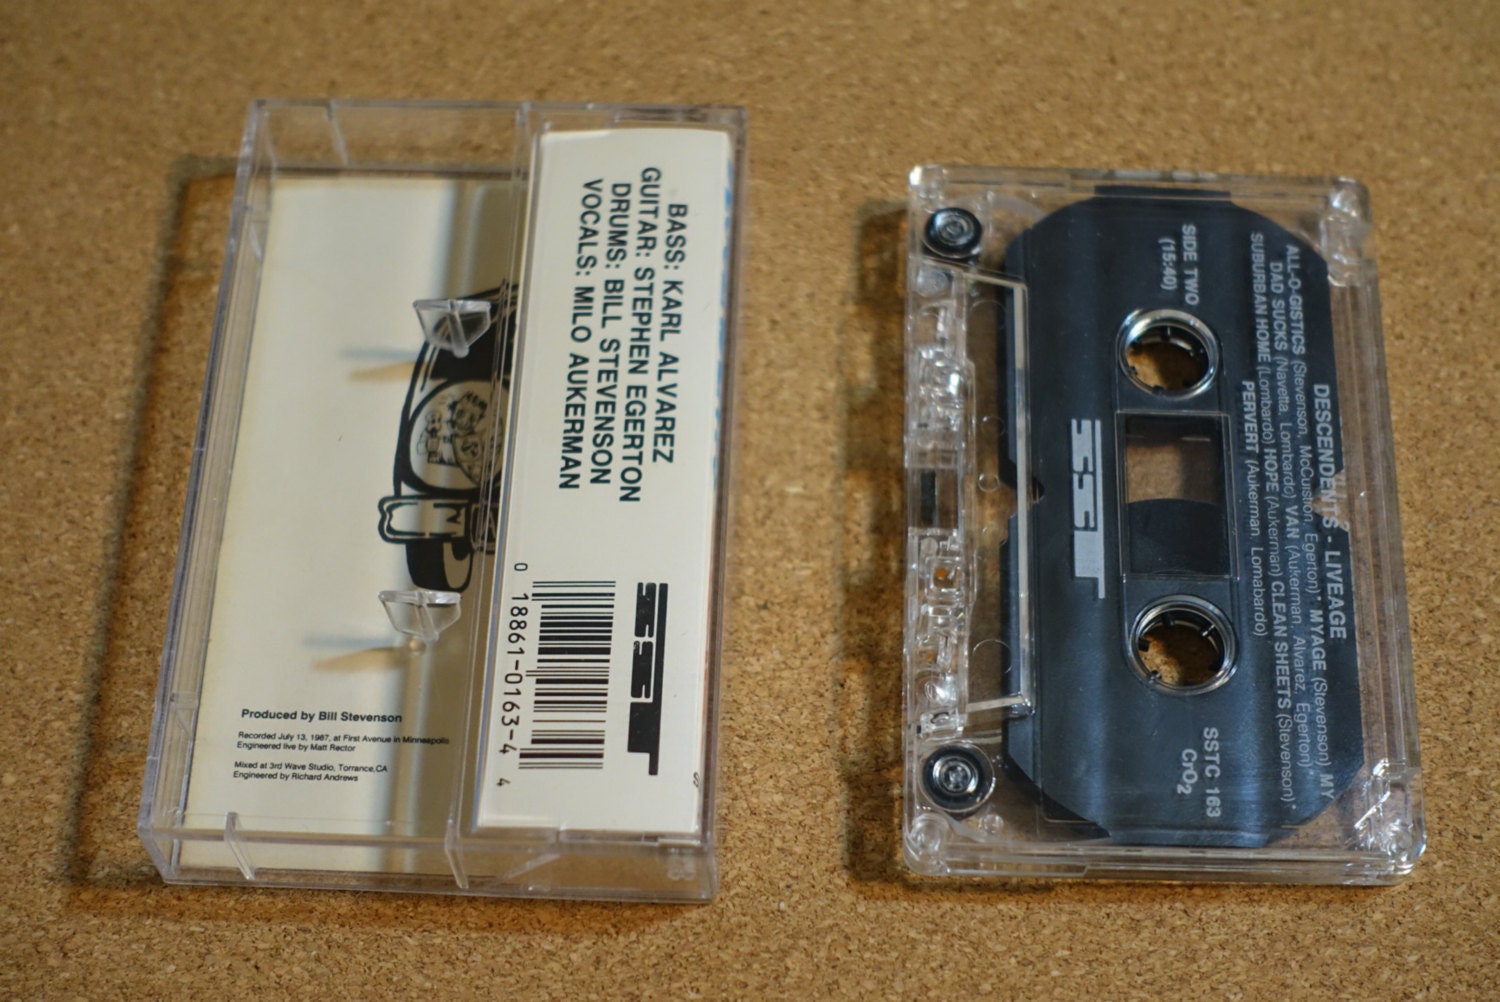 BASS: KARL ALVAREZ
GUITAR: STEPHEN EGERTON
DRUMS: BILL STEVENSON
VOCALS: MILO AUKERMAN
SST
0 18861-0163-4 4
Produced by Bill Stevenson
Recorded July 13, 1987, at First Avenue in Minneapolis
Engineered live by Matt Rector
Mixed at 3rd Wave Studio, Torrance,CA
Engineered by Richard Andrews
DESCENDENTS - LIVEAGE
ALL-O-GISTICS (Stevenson, McCuistion, Egerton)* MYAGE (Stevenson) MY
DAD SUCKS (Navetta, Lombardo) VAN (Aukerman, Alvarez, Egerton)*
SUBURBAN HOME (Lombardo) HOPE (Aukerman) CLEAN SHEETS (Stevenson)*
PERVERT (Aukerman, Lomabardo)
SIDE TWO
(15:40)
SST
SSTC 163
CrO2